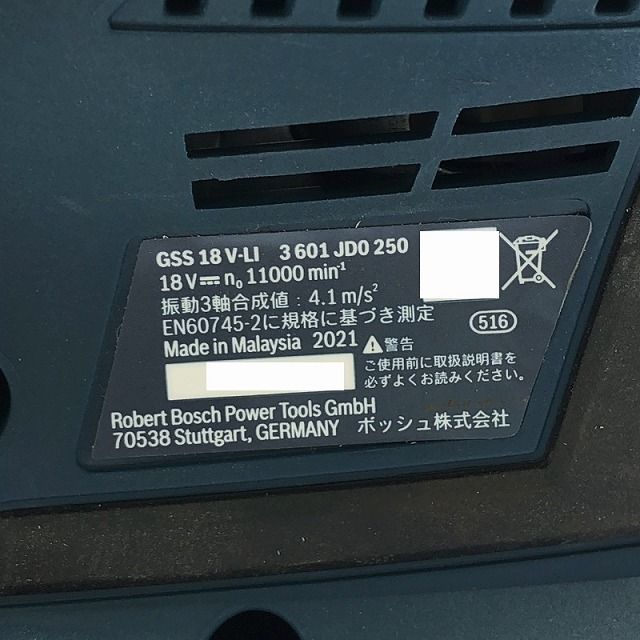 GSS 18 V-LI 3 601 JD0 250
18 V⎓ n₀ 11000 min⁻¹
振動3軸合成値：4.1 m/s²
EN60745-2に規格に基づき測定
516
Made in Malaysia 2021 ⚠警告
ご使用前に取扱説明書を
必ずよくお読みください。
Robert Bosch Power Tools GmbH
70538 Stuttgart, GERMANY ボッシュ株式会社